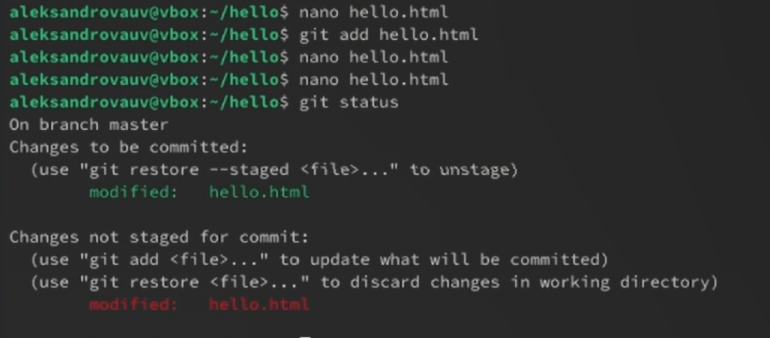 aleksandrovauv@vbox:~/hello$ nano hello.html
aleksandrovauv@vbox:~/hello$ git add hello.html
aleksandrovauv@vbox:~/hello$ nano hello.html
aleksandrovauv@vbox:~/hello$ nano hello.html
aleksandrovauv@vbox:~/hello$ git status
On branch master
Changes to be committed:
  (use "git restore --staged <file>..." to unstage)
        modified:   hello.html

Changes not staged for commit:
  (use "git add <file>..." to update what will be committed)
  (use "git restore <file>..." to discard changes in working directory)
        modified:   hello.html